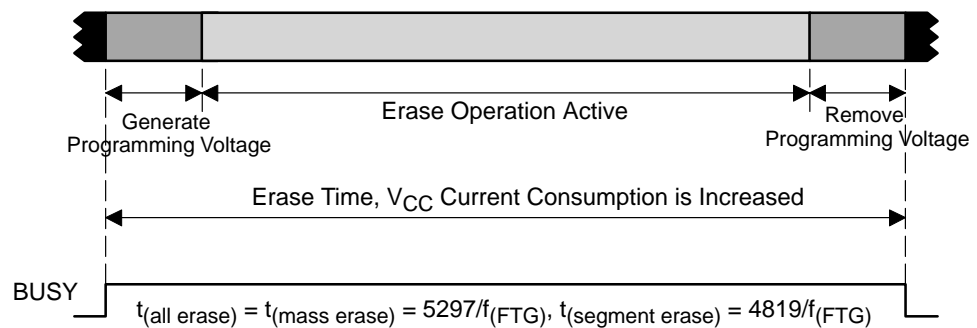 Generate
Programming Voltage
Erase Operation Active
Remove
Programming Voltage
Erase Time, VCC Current Consumption is Increased
BUSY
t(all erase) = t(mass erase) = 5297/f(FTG), t(segment erase) = 4819/f(FTG)